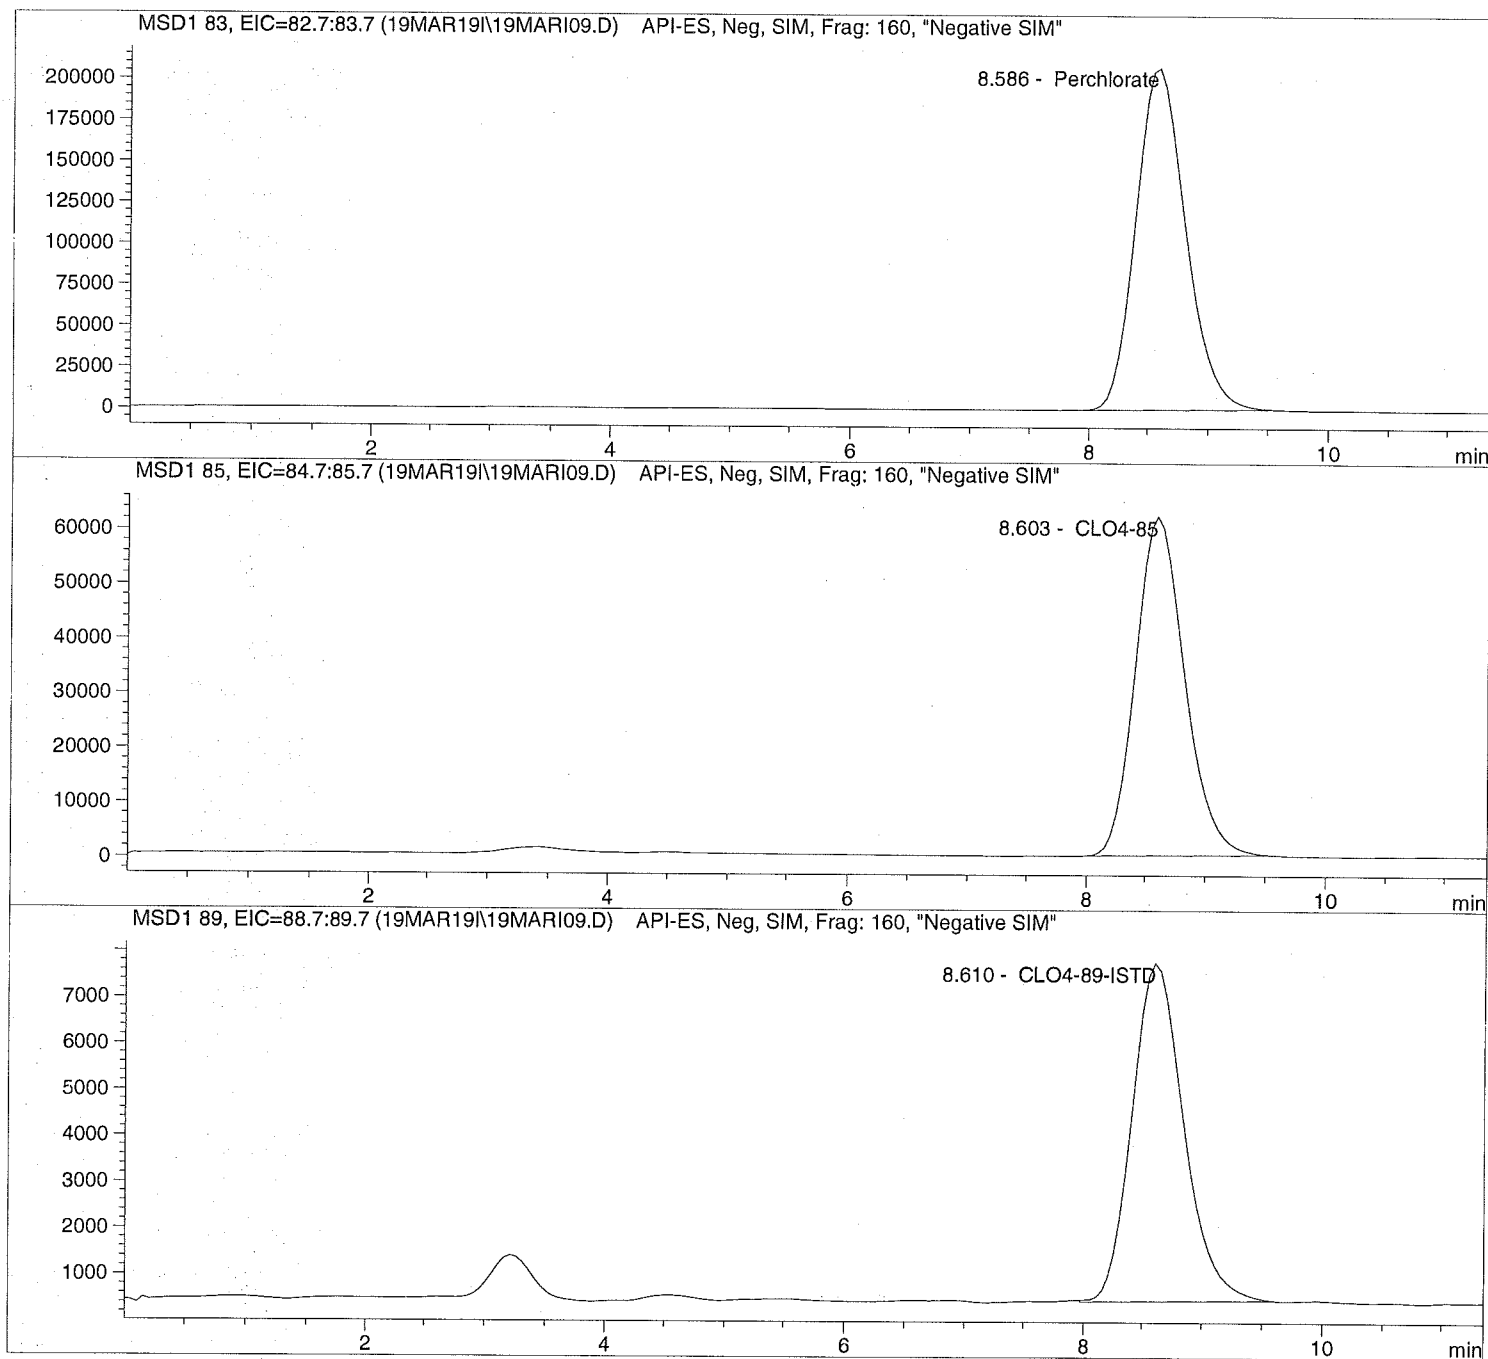 MSD1 83, EIC=82.7:83.7 (19MAR19I\19MARI09.D) API-ES, Neg, SIM, Frag: 160, "Negative SIM"
8.586 - Perchlorate
200000
175000
150000
125000
100000
75000
50000
25000
0
2 4 6 8 10 min
MSD1 85, EIC=84.7:85.7 (19MAR19I\19MARI09.D) API-ES, Neg, SIM, Frag: 160, "Negative SIM"
8.603 - CLO4-85
60000
50000
40000
30000
20000
10000
0
2 4 6 8 10 min
MSD1 89, EIC=88.7:89.7 (19MAR19I\19MARI09.D) API-ES, Neg, SIM, Frag: 160, "Negative SIM"
8.610 - CLO4-89-ISTD
7000
6000
5000
4000
3000
2000
1000
2 4 6 8 10 min